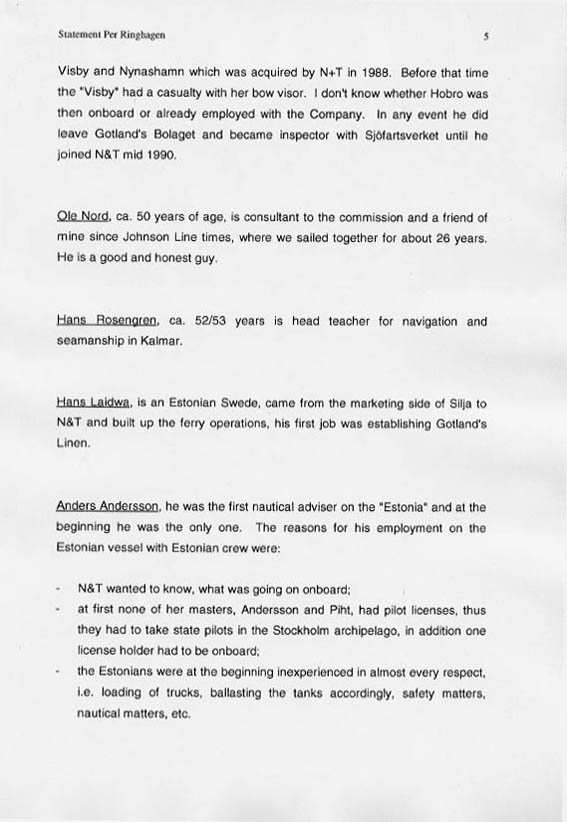 Statement Per Ringhagen 5
Visby and Nynashamn which was acquired by N+T in 1988. Before that time
the "Visby" had a casualty with her bow visor. I don't know whether Hobro was
then onboard or already employed with the Company. In any event he did
leave Gotland's Bolaget and became inspector with Sjöfartsverket until he
joined N&T mid 1990.
Ole Nord, ca. 50 years of age, is consultant to the commission and a friend of
mine since Johnson Line times, where we sailed together for about 26 years.
He is a good and honest guy.
Hans Rosengren, ca. 52/53 years is head teacher for navigation and
seamanship in Kalmar.
Hans Laidwa, is an Estonian Swede, came from the marketing side of Silja to
N&T and built up the ferry operations, his first job was establishing Gotland's
Linen.
Anders Andersson, he was the first nautical adviser on the "Estonia" and at the
beginning he was the only one. The reasons for his employment on the
Estonian vessel with Estonian crew were:
- N&T wanted to know, what was going on onboard;
- at first none of her masters, Andersson and Piht, had pilot licenses, thus
they had to take state pilots in the Stockholm archipelago, in addition one
license holder had to be onboard;
- the Estonians were at the beginning inexperienced in almost every respect,
i.e. loading of trucks, ballasting the tanks accordingly, safety matters,
nautical matters, etc.